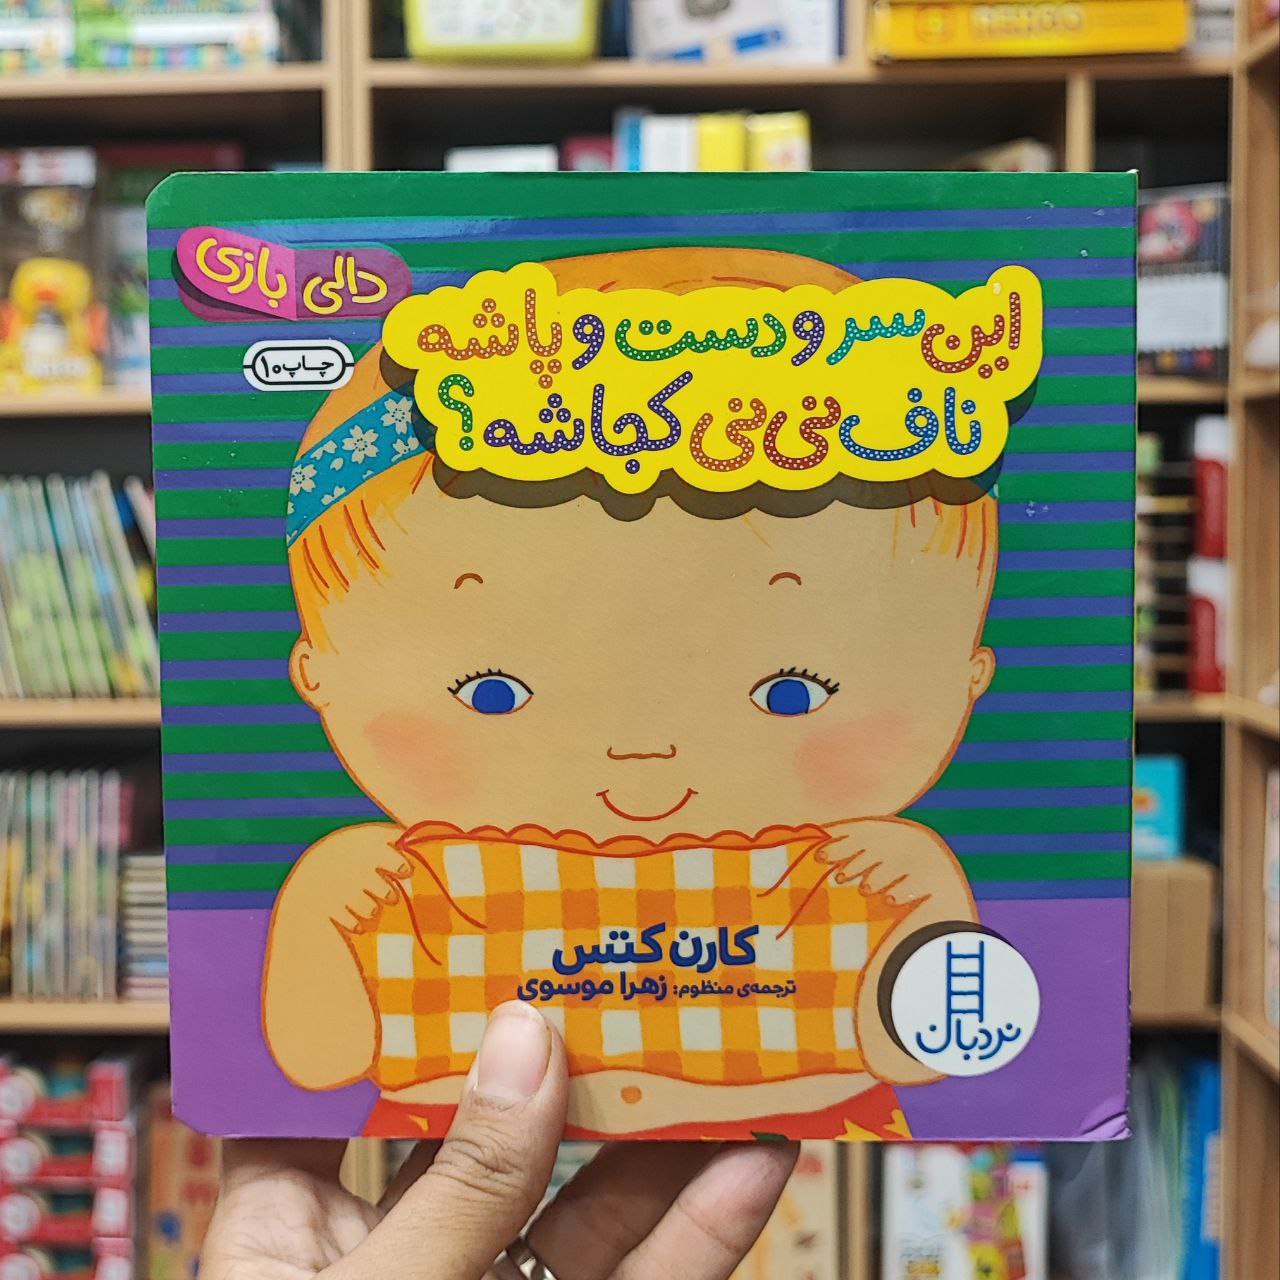 دالی بازی
چاپ ۱۰
این سر و دست و پاشه
ناف نی‌نی کجاشه؟
کارن کتس
ترجمه‌ی منظوم: زهرا موسوی
نردبان